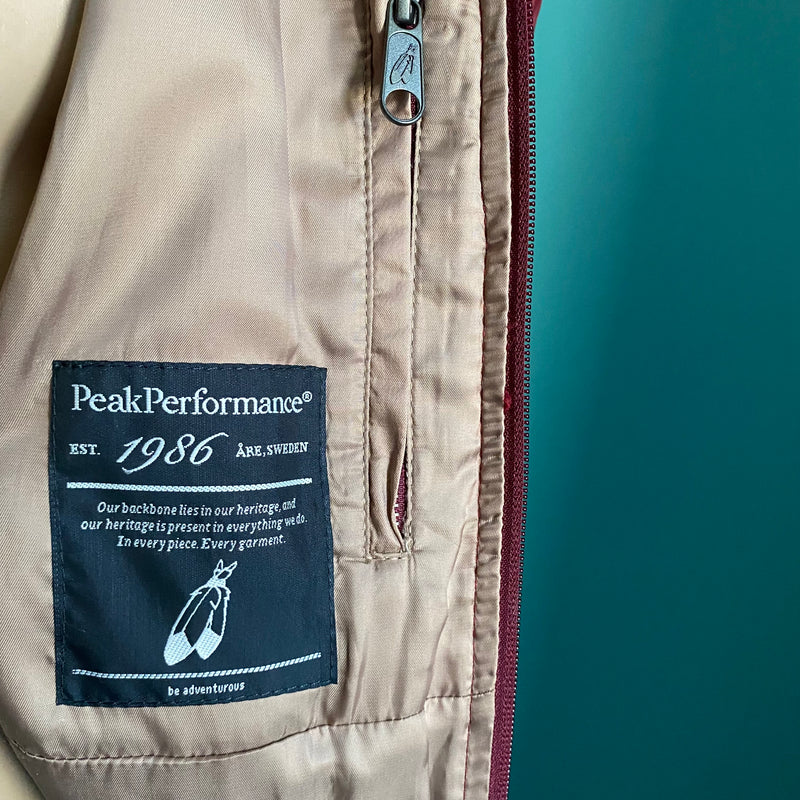 PeakPerformance®
EST. 1986 ÅRE, SWEDEN
Our backbone lies in our heritage, and
our heritage is present in everything we do.
In every piece. Every garment.
be adventurous